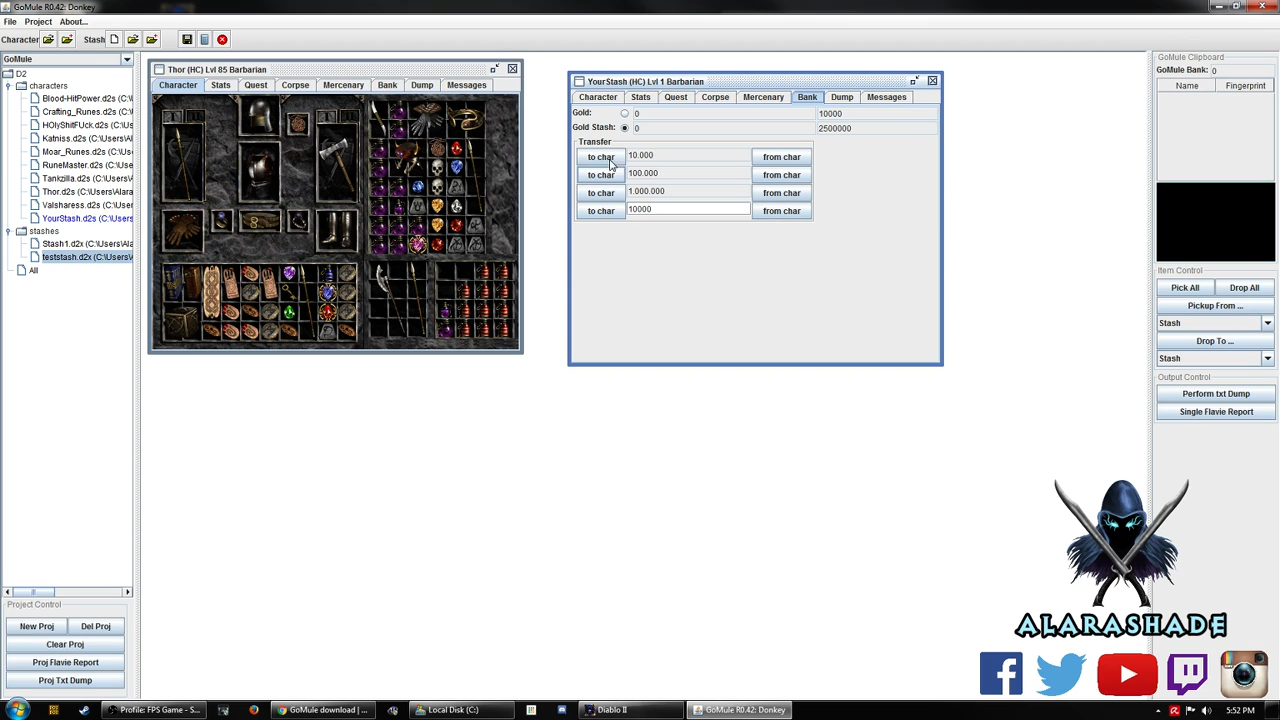 GoMule R0.42: Donkey
File Project About...
Character Stash
GoMule
D2
characters
Blood-HitPower.d2s (C:\
Crafting_Runes.d2s (C:\
HOlyShitFUck.d2s (C:\U
Katniss.d2s (C:\Users\A
Moar_Runes.d2s (C:\Us
RuneMaster.d2s (C:\Us
Tankzilla.d2s (C:\Users\
Thor.d2s (C:\Users\Alara
Valsharess.d2s (C:\User
YourStash.d2s (C:\Users
stashes
Stash1.d2x (C:\Users\Ala
teststash.d2x (C:\Users\
All
Project Control
New Proj Del Proj
Clear Proj
Proj Flavie Report
Proj Txt Dump
Thor (HC) Lvl 85 Barbarian
Character Stats Quest Corpse Mercenary Bank Dump Messages
YourStash (HC) Lvl 1 Barbarian
Character Stats Quest Corpse Mercenary Bank Dump Messages
Gold: 0 10000
Gold Stash: 0 2500000
Transfer
to char 10.000 from char
to char 100.000 from char
to char 1.000.000 from char
to char 10000 from char
GoMule Clipboard
GoMule Bank: 0
Name Fingerprint
Item Control
Pick All Drop All
Pickup From ...
Stash
Drop To ...
Stash
Output Control
Perform txt Dump
Single Flavie Report
ALARASHADE
Profile: FPS Game - S... GoMule download | ... Local Disk (C:) Diablo II GoMule R0.42: Donkey 5:52 PM